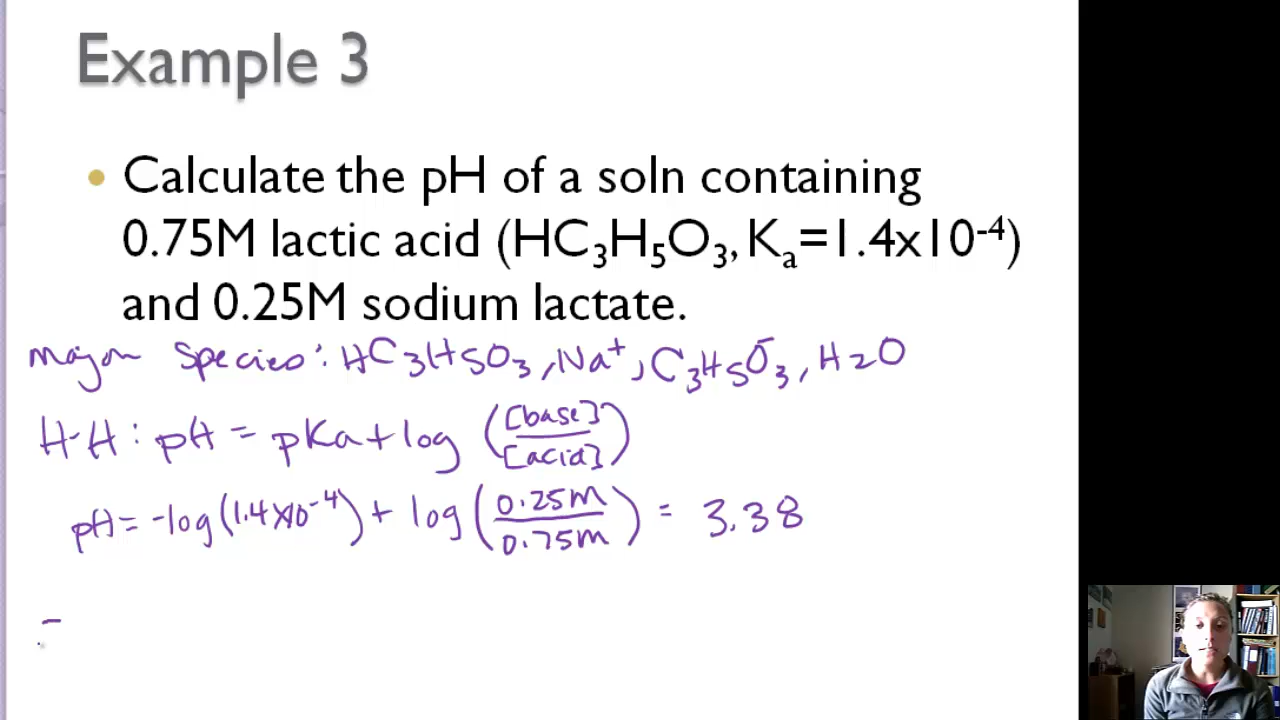 Example 3
• Calculate the pH of a soln containing
0.75M lactic acid (HC₃H₅O₃, Kₐ=1.4x10⁻⁴)
and 0.25M sodium lactate.
Major Species: HC₃H₅O₃, Na⁺, C₃H₅O₃⁻, H₂O
H-H: pH = pKa + log ([base]/[acid])
pH = -log(1.4x10⁻⁴) + log (0.25M/0.75M) = 3.38